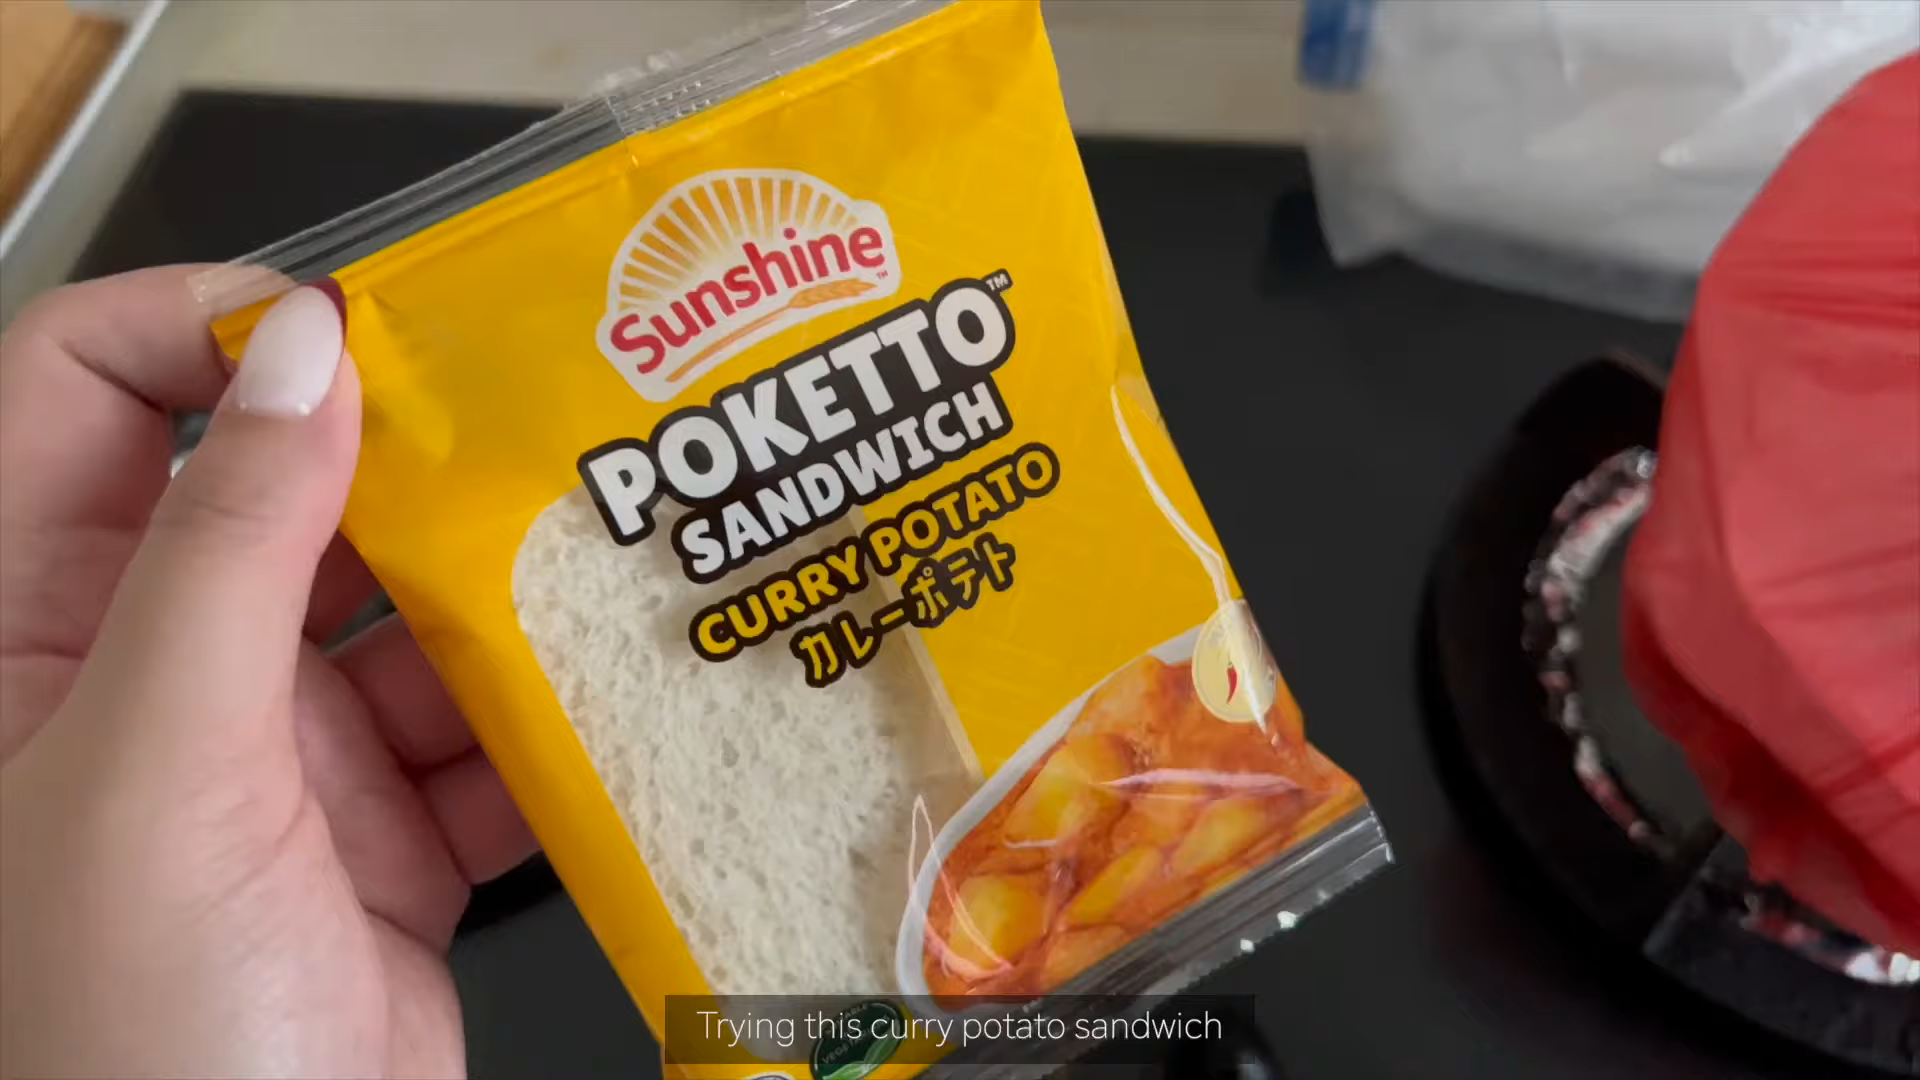 Sunshine
POKETTO™
SANDWICH
CURRY POTATO
カレーポテト
Trying this curry potato sandwich